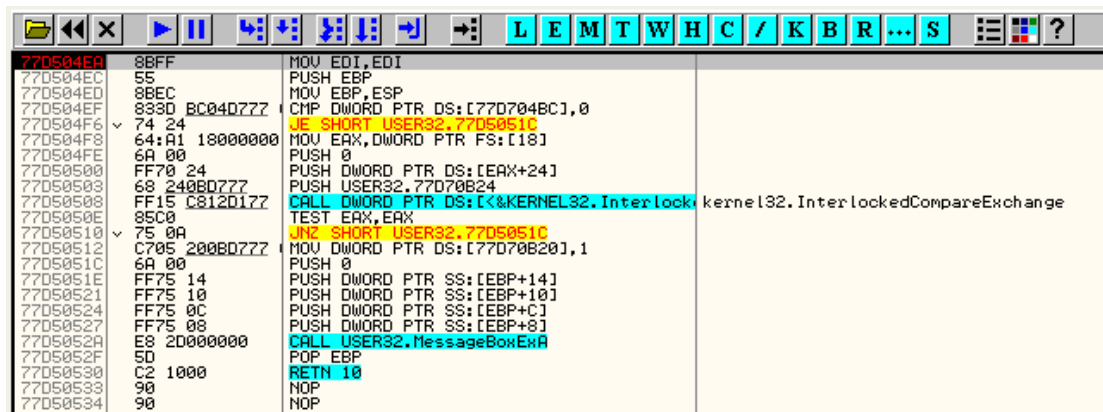 L E M T W H C / K B R ... S ?
77D504EA 8BFF MOV EDI,EDI
77D504EC 55 PUSH EBP
77D504ED 8BEC MOV EBP,ESP
77D504EF 833D BC04D777 CMP DWORD PTR DS:[77D704BC],0
77D504F6 74 24 JE SHORT USER32.77D5051C
77D504F8 64:A1 18000000 MOV EAX,DWORD PTR FS:[18]
77D504FE 6A 00 PUSH 0
77D50500 FF70 24 PUSH DWORD PTR DS:[EAX+24]
77D50503 68 240BD777 PUSH USER32.77D70B24
77D50508 FF15 C812D177 CALL DWORD PTR DS:[<&KERNEL32.Interlock kernel32.InterlockedCompareExchange
77D5050E 85C0 TEST EAX,EAX
77D50510 75 0A JNZ SHORT USER32.77D5051C
77D50512 C705 200BD777 MOV DWORD PTR DS:[77D70B20],1
77D5051C 6A 00 PUSH 0
77D5051E FF75 14 PUSH DWORD PTR SS:[EBP+14]
77D50521 FF75 10 PUSH DWORD PTR SS:[EBP+10]
77D50524 FF75 0C PUSH DWORD PTR SS:[EBP+C]
77D50527 FF75 08 PUSH DWORD PTR SS:[EBP+8]
77D5052A E8 2D000000 CALL USER32.MessageBoxExA
77D5052F 5D POP EBP
77D50530 C2 1000 RETN 10
77D50533 90 NOP
77D50534 90 NOP